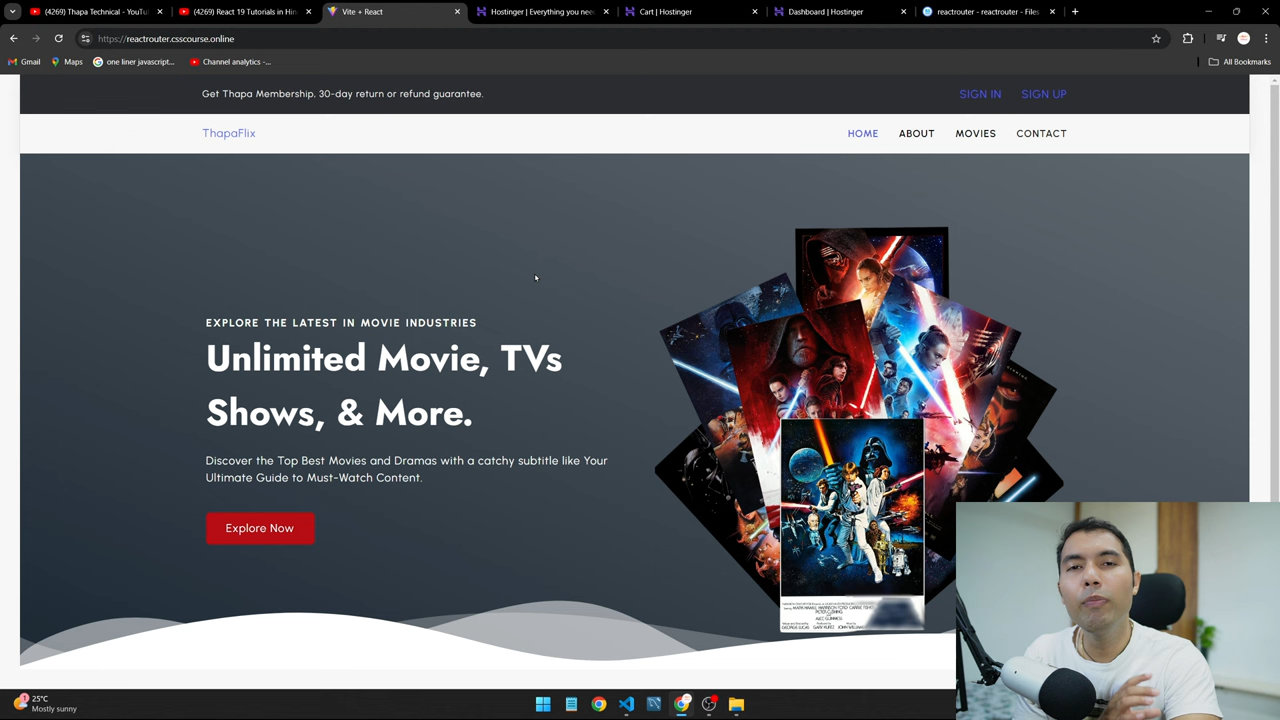 (4269) Thapa Technical - YouTu
(4269) React 19 Tutorials in Hin
Vite + React
Hostinger | Everything you nee
Cart | Hostinger
Dashboard | Hostinger
reactrouter - reactrouter - Files
https://reactrouter.csscourse.online
Gmail
Maps
one liner javascript...
Channel analytics -...
All Bookmarks
Get Thapa Membership, 30-day return or refund guarantee.
SIGN IN
SIGN UP
ThapaFlix
HOME
ABOUT
MOVIES
CONTACT
EXPLORE THE LATEST IN MOVIE INDUSTRIES
Unlimited Movie, TVs
Shows, & More.
Discover the Top Best Movies and Dramas with a catchy subtitle like Your
Ultimate Guide to Must-Watch Content.
Explore Now
25°C
Mostly sunny